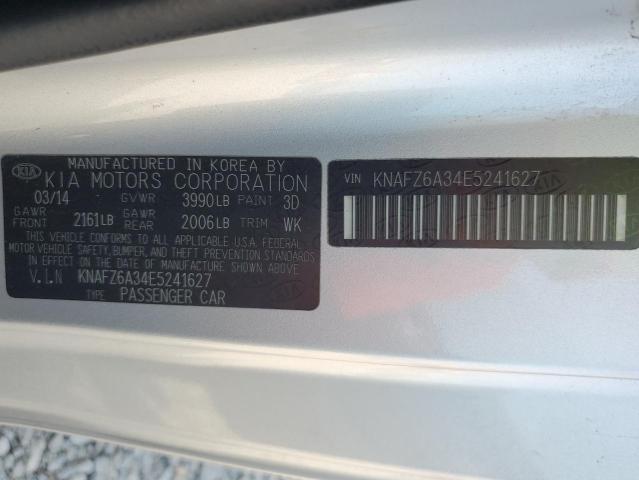 KIA MANUFACTURED IN KOREA BY
KIA MOTORS CORPORATION
03/14 GVWR 3990LB PAINT 3D
GAWR FRONT 2161LB GAWR REAR 2006LB TRIM WK
THIS VEHICLE CONFORMS TO ALL APPLICABLE U.S.A. FEDERAL
MOTOR VEHICLE SAFETY, BUMPER, AND THEFT PREVENTION STANDARDS
IN EFFECT ON THE DATE OF MANUFACTURE SHOWN ABOVE
V.I.N KNAFZ6A34E5241627
TYPE PASSENGER CAR
VIN KNAFZ6A34E5241627